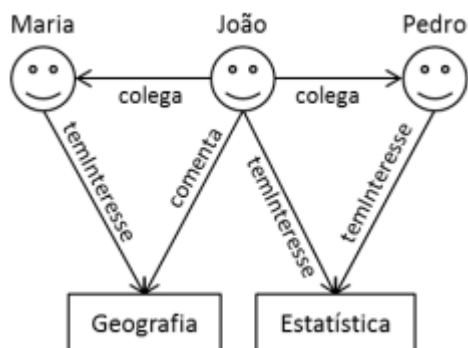 Maria João Pedro
colega colega
temInteresse comenta temInteresse temInteresse
Geografia Estatística